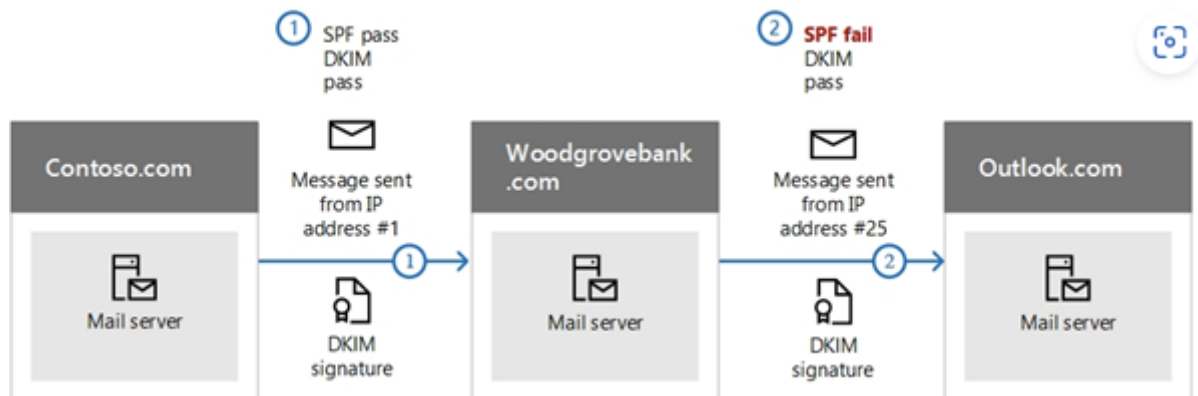 1
SPF pass
DKIM
pass
2
SPF fail
DKIM
pass
Contoso.com
Message sent
from IP
address #1
Woodgrovebank
.com
Message sent
from IP
address #25
Outlook.com
1
2
Mail server
DKIM
signature
Mail server
DKIM
signature
Mail server